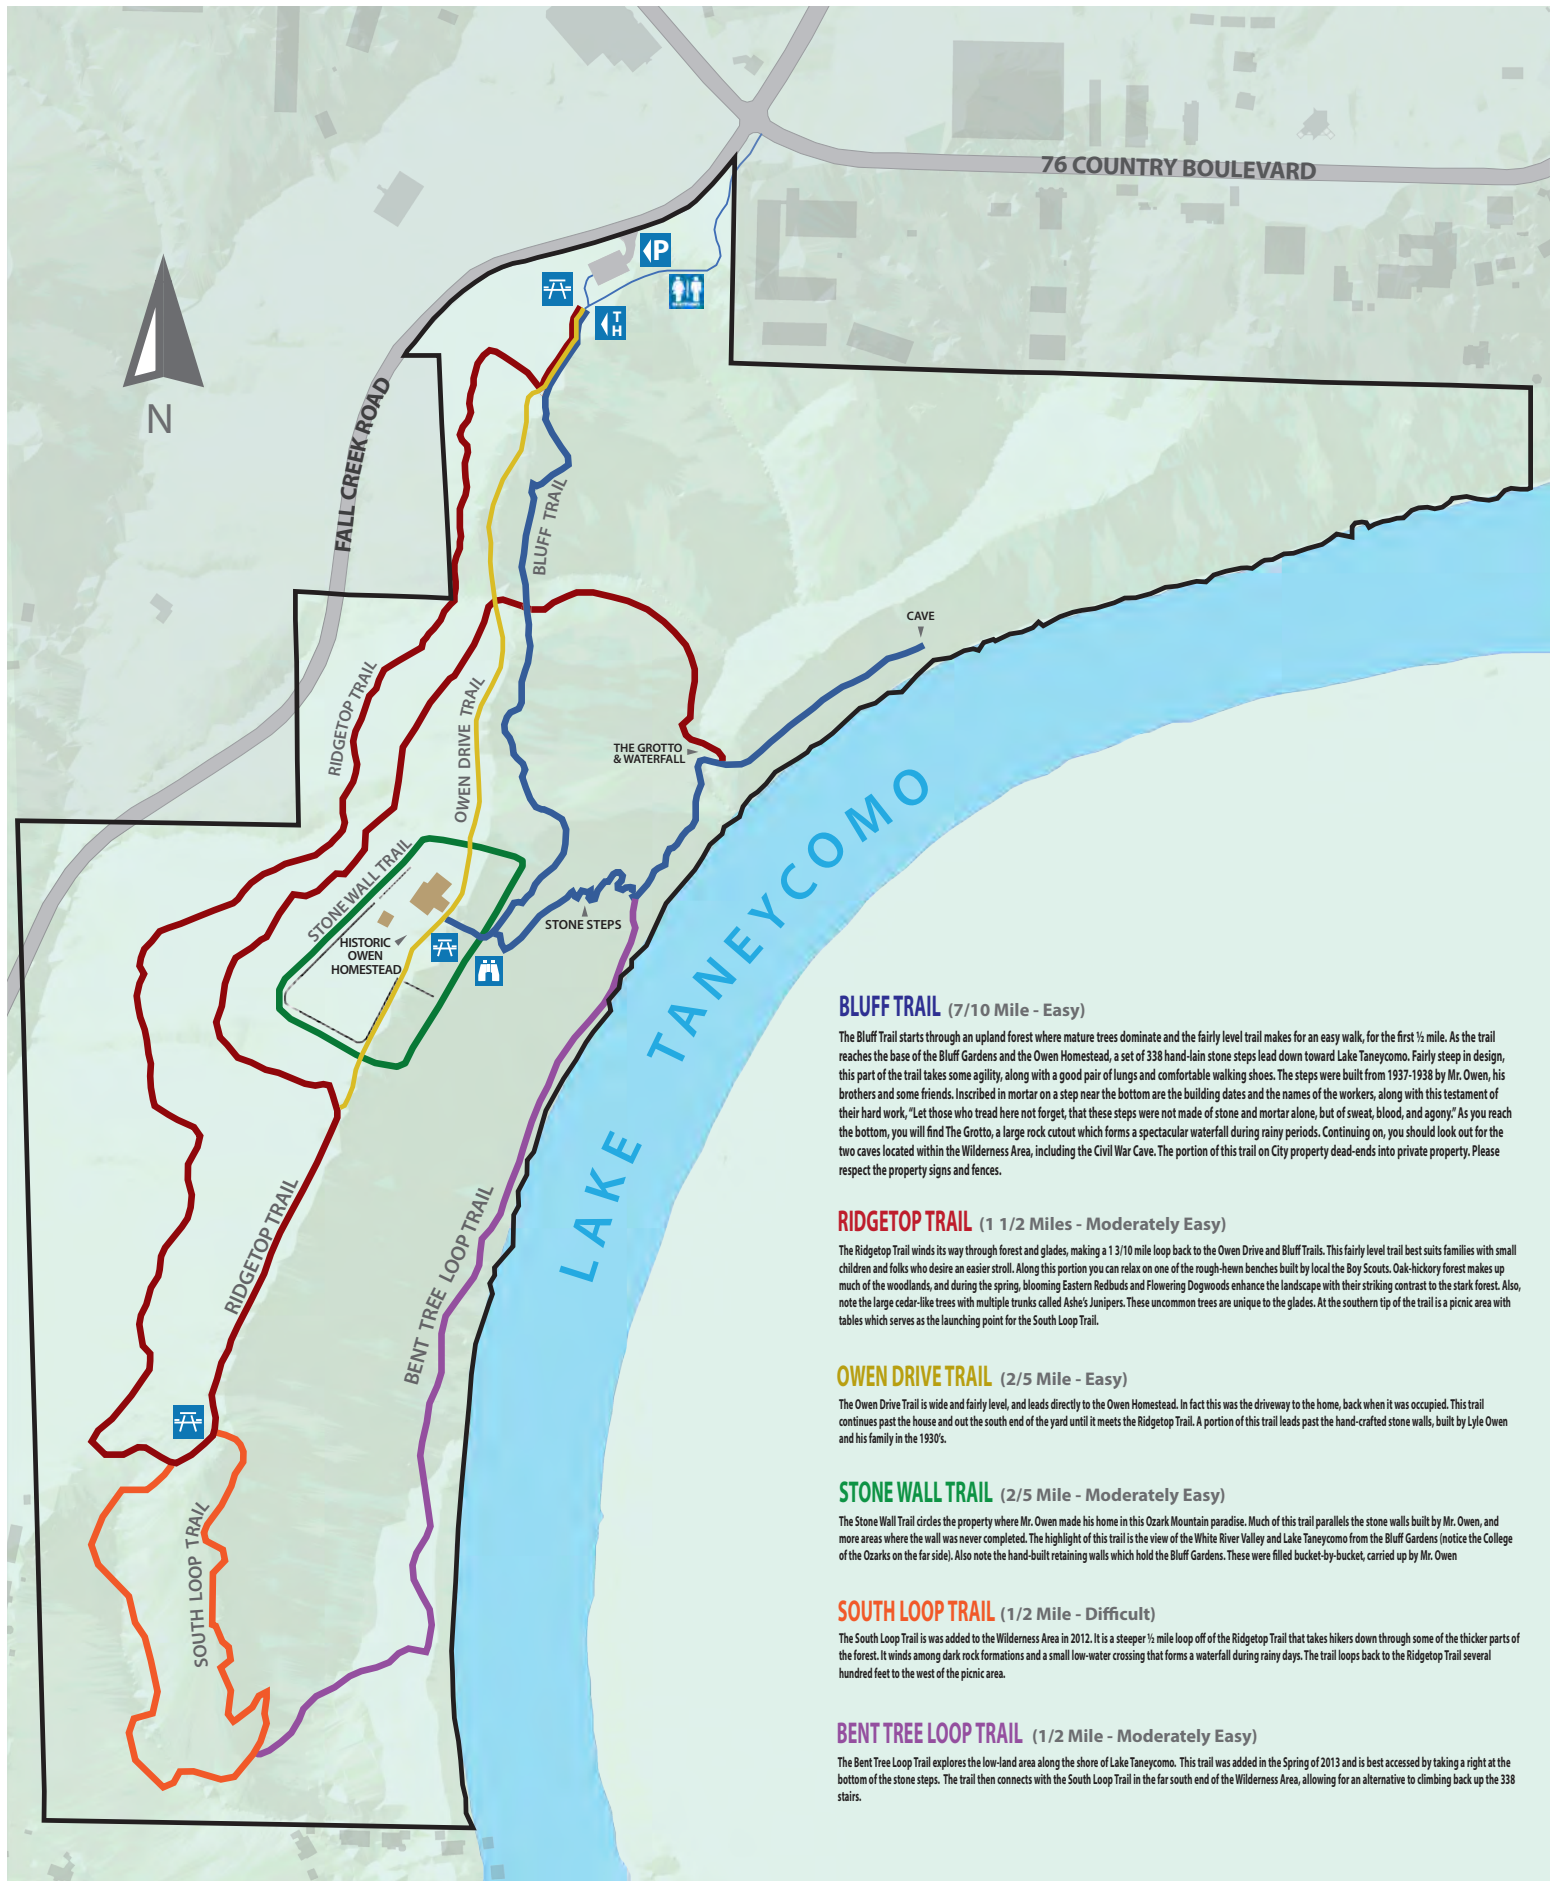 76 COUNTRY BOULEVARD
P
T
H
N
FALL CREEK ROAD
BLUFF TRAIL
CAVE
RIDGETOP TRAIL
OWEN DRIVE TRAIL
THE GROTTO
& WATERFALL
LAKE TANEYCOMO
STONE WALL TRAIL
STONE STEPS
HISTORIC
OWEN
HOMESTEAD
RIDGETOP TRAIL
BENT TREE LOOP TRAIL
SOUTH LOOP TRAIL
BLUFF TRAIL (7/10 Mile - Easy)
The Bluff Trail starts through an upland forest where mature trees dominate and the fairly level trail makes for an easy walk, for the first ½ mile. As the trail
reaches the base of the Bluff Gardens and the Owen Homestead, a set of 338 hand-lain stone steps lead down toward Lake Taneycomo. Fairly steep in design,
this part of the trail takes some agility, along with a good pair of lungs and comfortable walking shoes. The steps were built from 1937-1938 by Mr. Owen, his
brothers and some friends. Inscribed in mortar on a step near the bottom are the building dates and the names of the workers, along with this testament of
their hard work, “Let those who tread here not forget, that these steps were not made of stone and mortar alone, but of sweat, blood, and agony.” As you reach
the bottom, you will find The Grotto, a large rock cutout which forms a spectacular waterfall during rainy periods. Continuing on, you should look out for the
two caves located within the Wilderness Area, including the Civil War Cave. The portion of this trail on City property dead-ends into private property. Please
respect the property signs and fences.
RIDGETOP TRAIL (1 1/2 Miles - Moderately Easy)
The Ridgetop Trail winds its way through forest and glades, making a 1 3/10 mile loop back to the Owen Drive and Bluff Trails. This fairly level trail best suits families with small
children and folks who desire an easier stroll. Along this portion you can relax on one of the rough-hewn benches built by local the Boy Scouts. Oak-hickory forest makes up
much of the woodlands, and during the spring, blooming Eastern Redbuds and Flowering Dogwoods enhance the landscape with their striking contrast to the stark forest. Also,
note the large cedar-like trees with multiple trunks called Ashe’s Junipers. These uncommon trees are unique to the glades. At the southern tip of the trail is a picnic area with
tables which serves as the launching point for the South Loop Trail.
OWEN DRIVE TRAIL (2/5 Mile - Easy)
The Owen Drive Trail is wide and fairly level, and leads directly to the Owen Homestead. In fact this was the driveway to the home, back when it was occupied. This trail
continues past the house and out the south end of the yard until it meets the Ridgetop Trail. A portion of this trail leads past the hand-crafted stone walls, built by Lyle Owen
and his family in the 1930’s.
STONE WALL TRAIL (2/5 Mile - Moderately Easy)
The Stone Wall Trail circles the property where Mr. Owen made his home in this Ozark Mountain paradise. Much of this trail parallels the stone walls built by Mr. Owen, and
more areas where the wall was never completed. The highlight of this trail is the view of the White River Valley and Lake Taneycomo from the Bluff Gardens (notice the College
of the Ozarks on the far side). Also note the hand-built retaining walls which hold the Bluff Gardens. These were filled bucket-by-bucket, carried up by Mr. Owen
SOUTH LOOP TRAIL (1/2 Mile - Difficult)
The South Loop Trail is was added to the Wilderness Area in 2012. It is a steeper ½ mile loop off of the Ridgetop Trail that takes hikers down through some of the thicker parts of
the forest. It winds among dark rock formations and a small low-water crossing that forms a waterfall during rainy days. The trail loops back to the Ridgetop Trail several
hundred feet to the west of the picnic area.
BENT TREE LOOP TRAIL (1/2 Mile - Moderately Easy)
The Bent Tree Loop Trail explores the low-land area along the shore of Lake Taneycomo. This trail was added in the Spring of 2013 and is best accessed by taking a right at the
bottom of the stone steps. The trail then connects with the South Loop Trail in the far south end of the Wilderness Area, allowing for an alternative to climbing back up the 338
stairs.